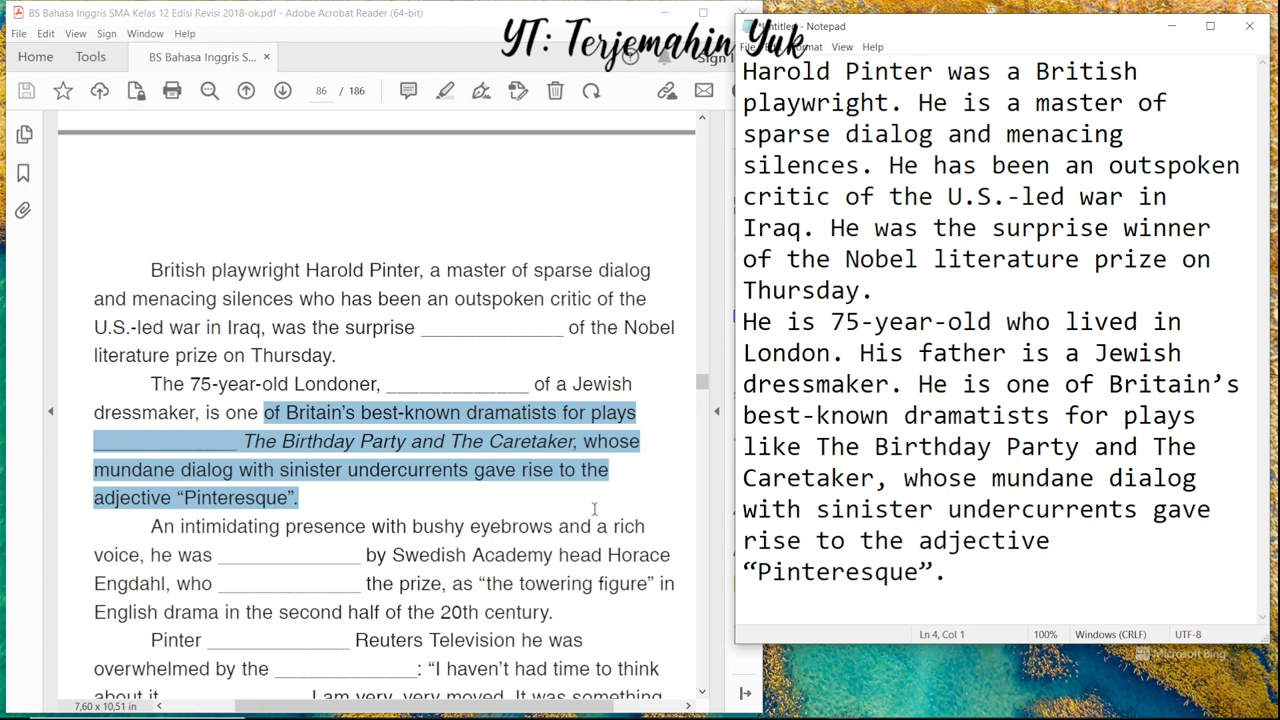 BS Bahasa Inggris SMA Kelas 12 Edisi Revisi 2018-ok.pdf - Adobe Acrobat Reader (64-bit)
YT: Terjemahin Yuk
File Edit View Sign Window Help
Home Tools BS Bahasa Inggris S... × Sign I
86 / 186
British playwright Harold Pinter, a master of sparse dialog
and menacing silences who has been an outspoken critic of the
U.S.-led war in Iraq, was the surprise ______________ of the Nobel
literature prize on Thursday.
The 75-year-old Londoner, ______________ of a Jewish
dressmaker, is one of Britain's best-known dramatists for plays
______________ The Birthday Party and The Caretaker, whose
mundane dialog with sinister undercurrents gave rise to the
adjective “Pinteresque”.
An intimidating presence with bushy eyebrows and a rich
voice, he was ______________ by Swedish Academy head Horace
Engdahl, who ______________ the prize, as “the towering figure” in
English drama in the second half of the 20th century.
Pinter ______________ Reuters Television he was
overwhelmed by the ______________: “I haven't had time to think
about it ______________ I am very, very moved. It was something
7,60 x 10,51 in
*Untitled - Notepad
File Edit Format View Help
Harold Pinter was a British
playwright. He is a master of
sparse dialog and menacing
silences. He has been an outspoken
critic of the U.S.-led war in
Iraq. He was the surprise winner
of the Nobel literature prize on
Thursday.
He is 75-year-old who lived in
London. His father is a Jewish
dressmaker. He is one of Britain’s
best-known dramatists for plays
like The Birthday Party and The
Caretaker, whose mundane dialog
with sinister undercurrents gave
rise to the adjective
“Pinteresque”.
Ln 4, Col 1 100% Windows (CRLF) UTF-8
Microsoft Bing